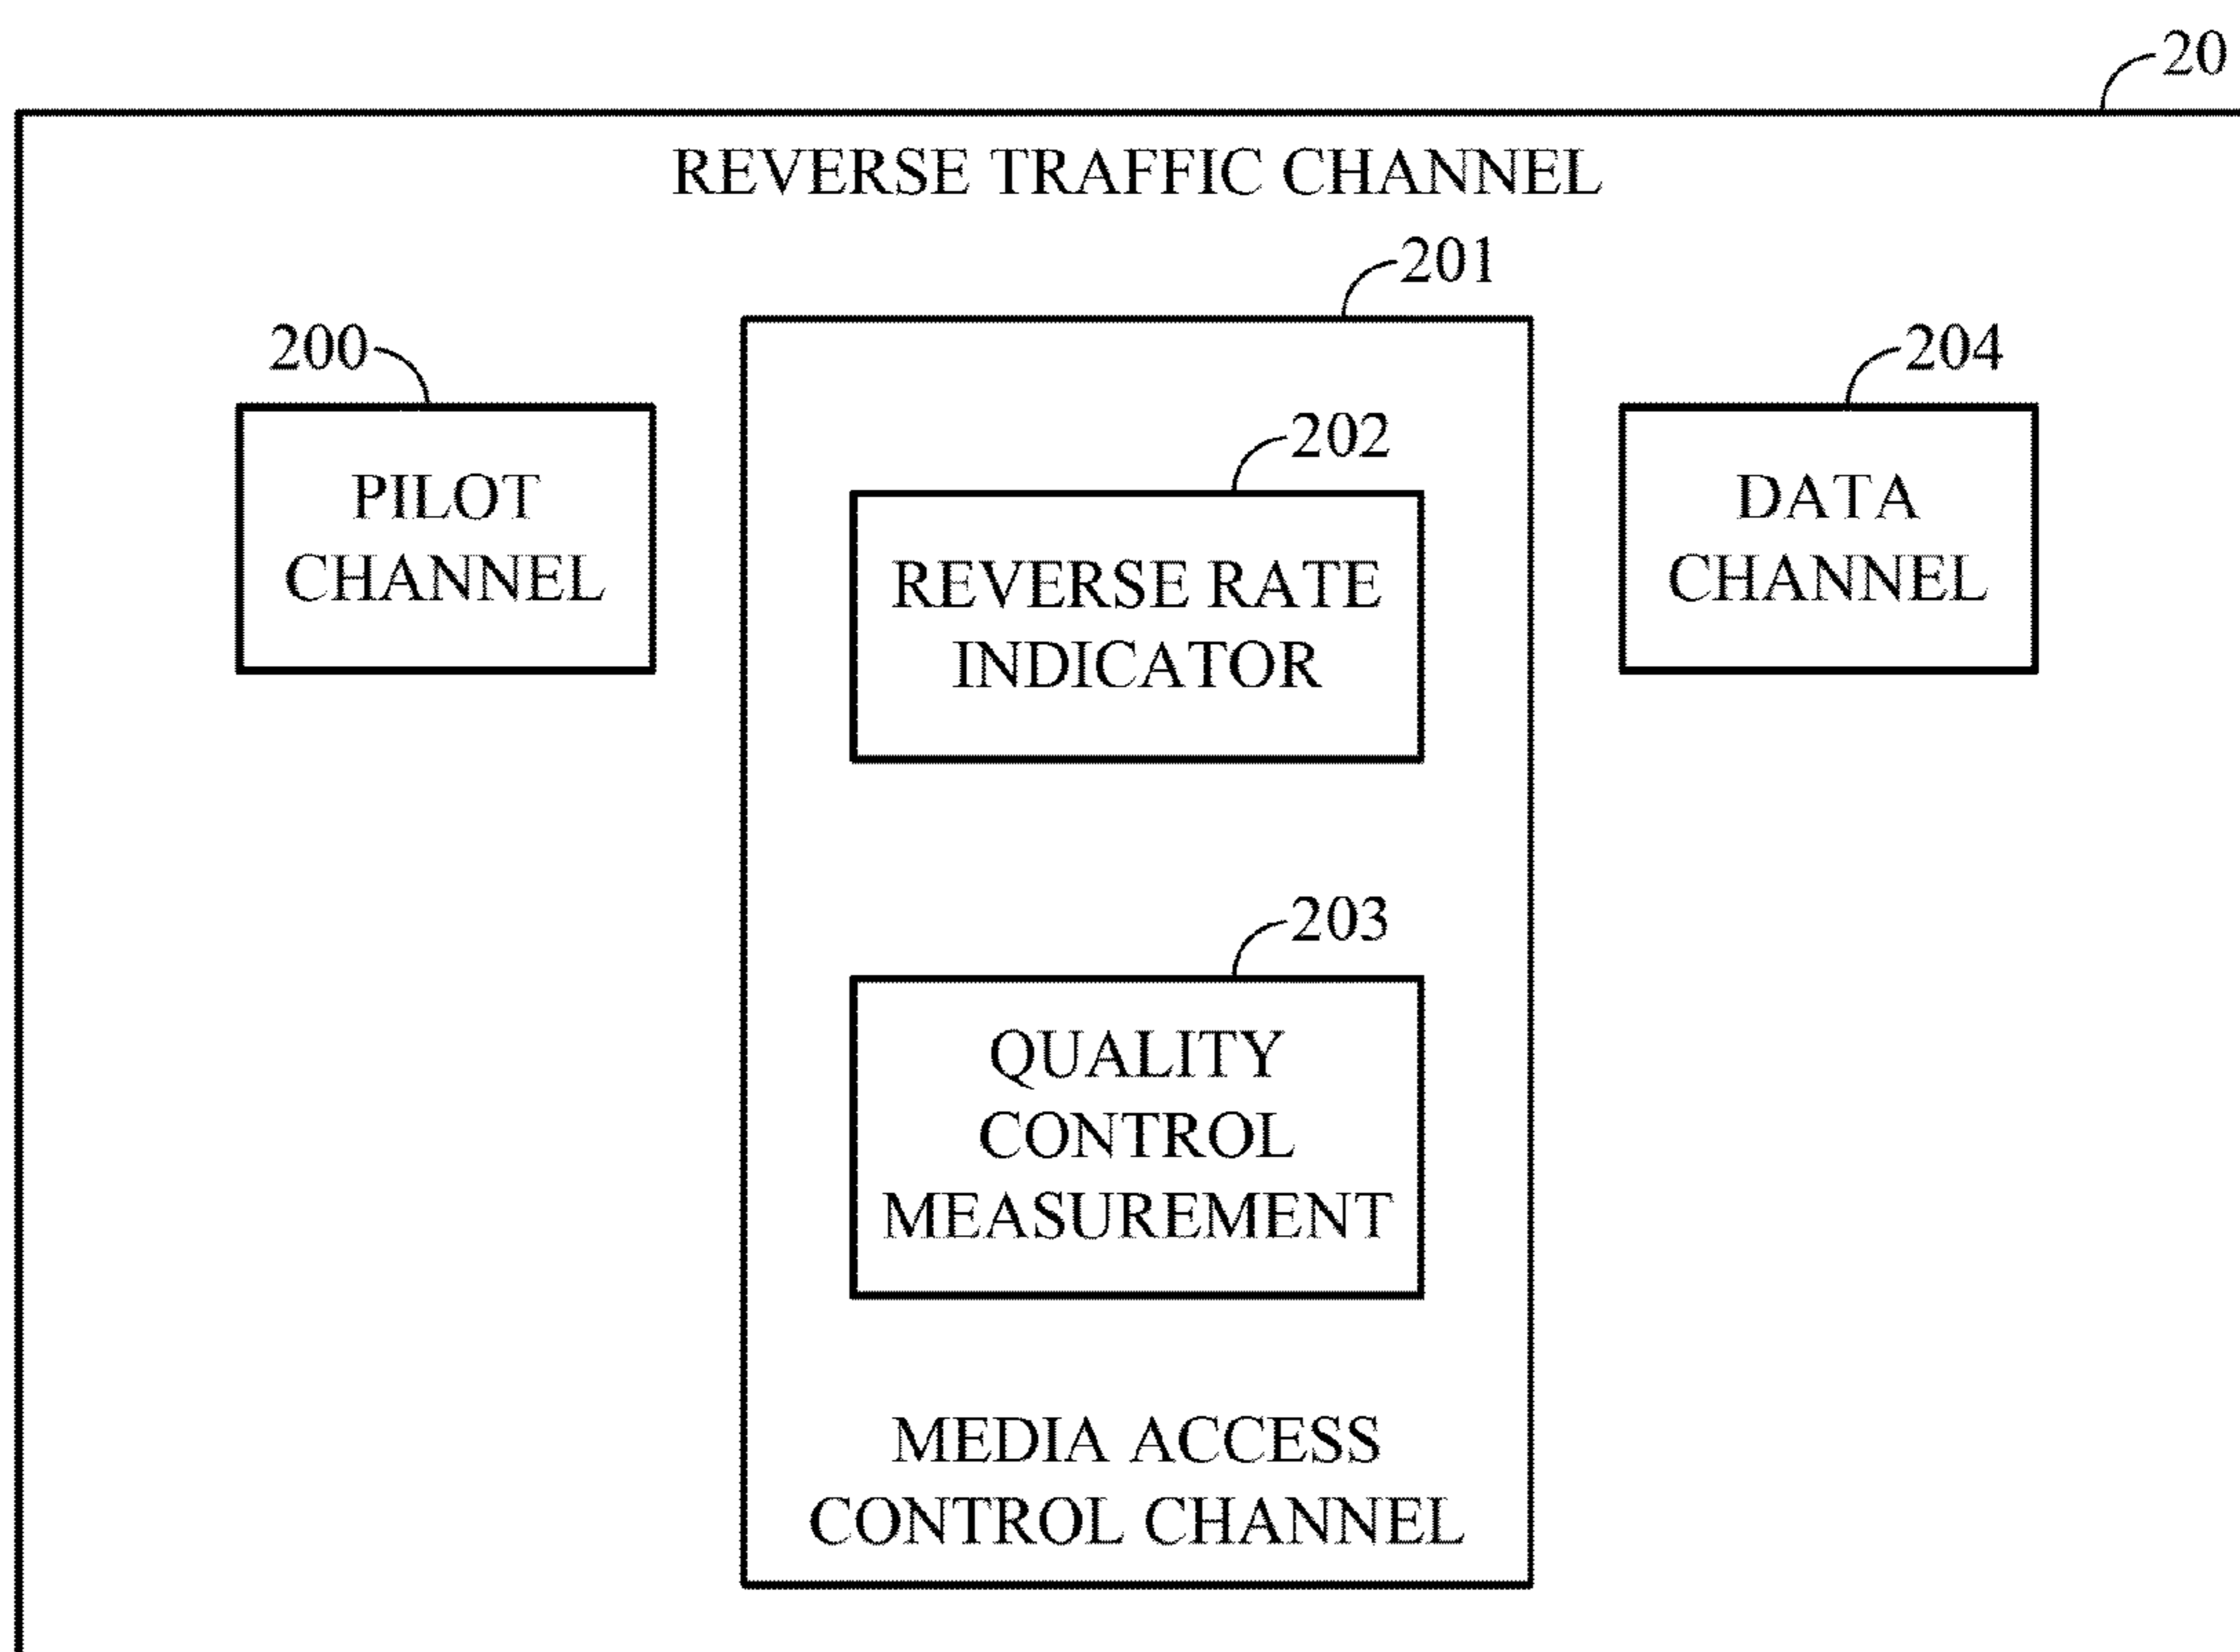 20
REVERSE TRAFFIC CHANNEL
201
200
204
202
PILOT
CHANNEL
REVERSE RATE
INDICATOR
DATA
CHANNEL
203
QUALITY
CONTROL
MEASUREMENT
MEDIA ACCESS
CONTROL CHANNEL